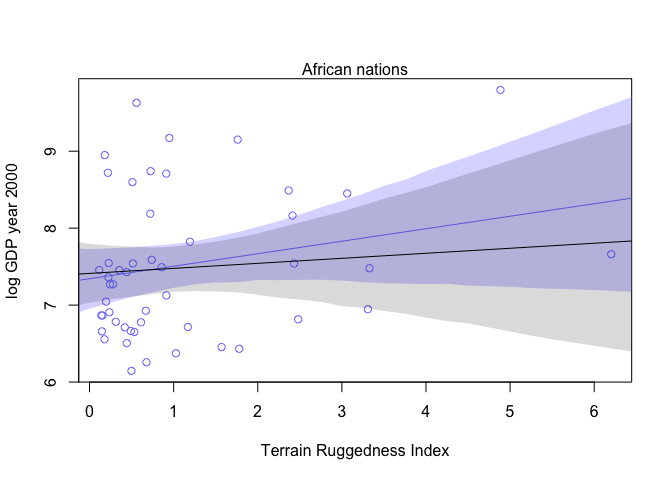 African nations
log GDP year 2000
9
8
7
6
0 1 2 3 4 5 6
Terrain Ruggedness Index